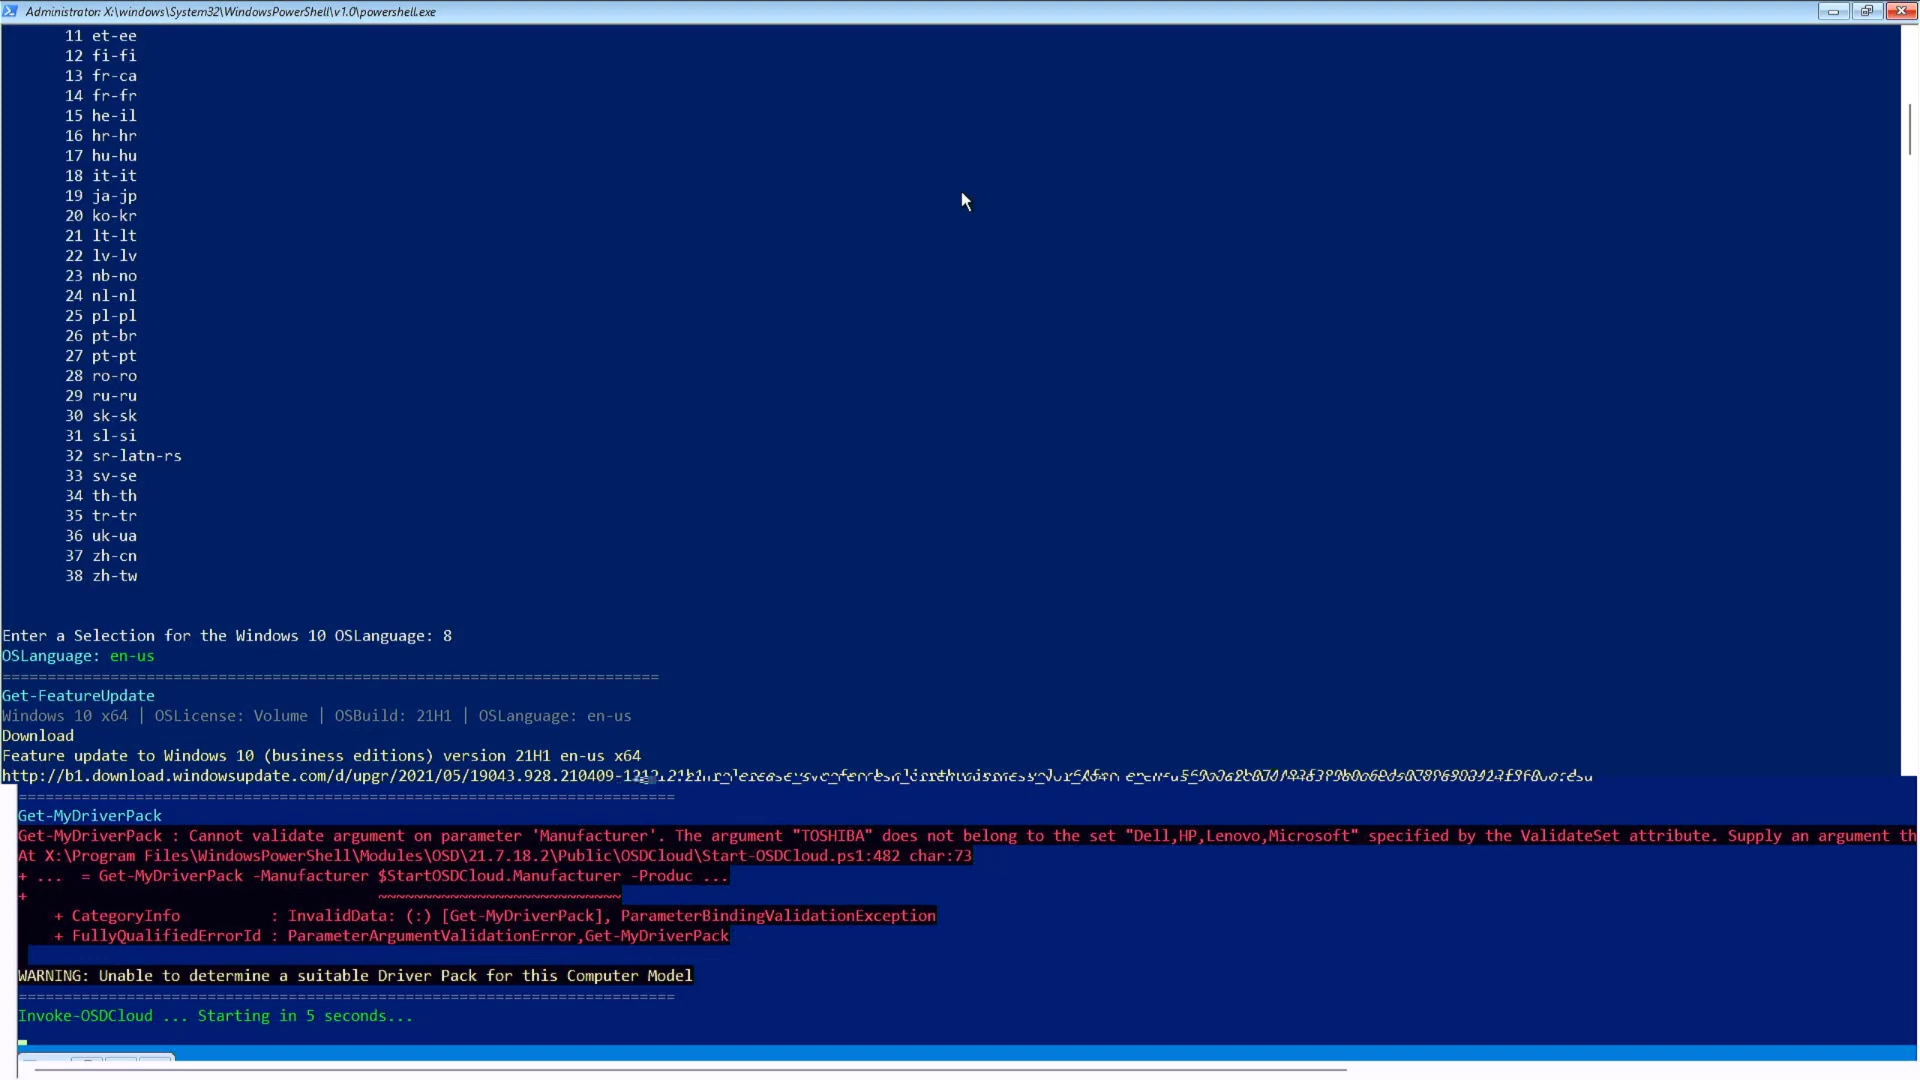 Administrator: X:\windows\System32\WindowsPowerShell\v1.0\powershell.exe
11 et-ee
12 fi-fi
13 fr-ca
14 fr-fr
15 he-il
16 hr-hr
17 hu-hu
18 it-it
19 ja-jp
20 ko-kr
21 lt-lt
22 lv-lv
23 nb-no
24 nl-nl
25 pl-pl
26 pt-br
27 pt-pt
28 ro-ro
29 ru-ru
30 sk-sk
31 sl-si
32 sr-latn-rs
33 sv-se
34 th-th
35 tr-tr
36 uk-ua
37 zh-cn
38 zh-tw
Enter a Selection for the Windows 10 OSLanguage: 8
OSLanguage: en-us
=========================================================================
Get-FeatureUpdate
Windows 10 x64 | OSLicense: Volume | OSBuild: 21H1 | OSLanguage: en-us
Download
Feature update to Windows 10 (business editions) version 21H1 en-us x64
http://b1.download.windowsupdate.com/d/upgr/2021/05/19043.928.210409-
=========================================================================
Get-MyDriverPack
Get-MyDriverPack : Cannot validate argument on parameter 'Manufacturer'. The argument "TOSHIBA" does not belong to the set "Dell,HP,Lenovo,Microsoft" specified by the ValidateSet attribute. Supply an argument th
At X:\Program Files\WindowsPowerShell\Modules\OSD\21.7.18.2\Public\OSDCloud\Start-OSDCloud.ps1:482 char:73
+ ...  = Get-MyDriverPack -Manufacturer $StartOSDCloud.Manufacturer -Produc ...
+                                       ~~~~~~~~~~~~~~~~~~~~~~~~~~~
+ CategoryInfo          : InvalidData: (:) [Get-MyDriverPack], ParameterBindingValidationException
+ FullyQualifiedErrorId : ParameterArgumentValidationError,Get-MyDriverPack
WARNING: Unable to determine a suitable Driver Pack for this Computer Model
=========================================================================
Invoke-OSDCloud ... Starting in 5 seconds...